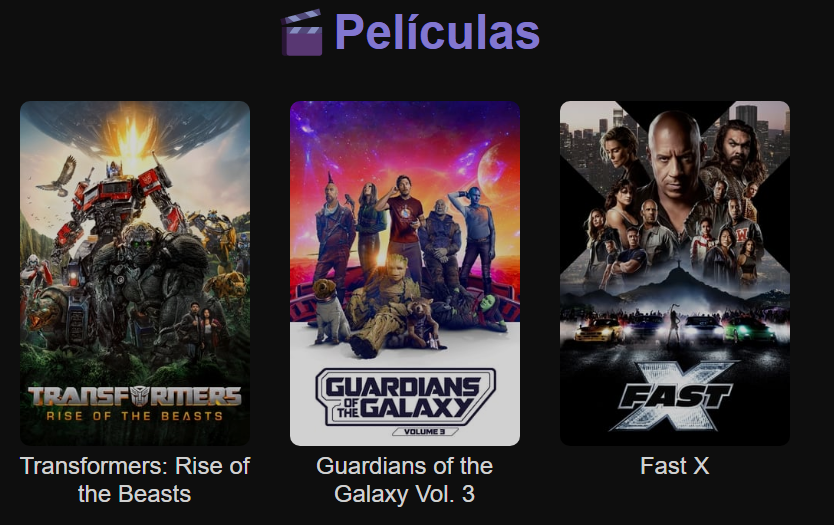 Películas
TRANSFORMERS
RISE OF THE BEASTS
GUARDIANS
OF THE GALAXY
VOLUME 3
X
FAST
Transformers: Rise of
the Beasts
Guardians of the
Galaxy Vol. 3
Fast X